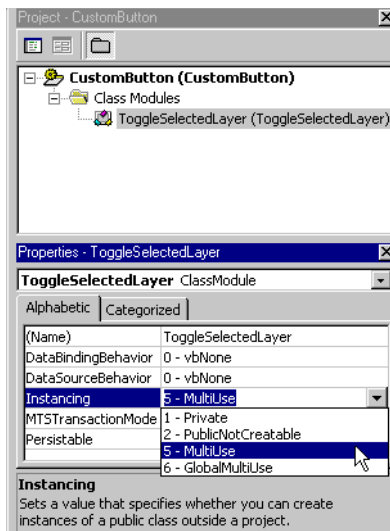 Project - CustomButton
CustomButton (CustomButton)
Class Modules
ToggleSelectedLayer (ToggleSelectedLayer)
Properties - ToggleSelectedLayer
ToggleSelectedLayer ClassModule
Alphabetic Categorized
(Name) ToggleSelectedLayer
DataBindingBehavior 0 - vbNone
DataSourceBehavior 0 - vbNone
Instancing 5 - MultiUse
MTSTransactionMode 1 - Private
2 - PublicNotCreatable
Persistable 5 - MultiUse
6 - GlobalMultiUse
Instancing
Sets a value that specifies whether you can create
instances of a public class outside a project.